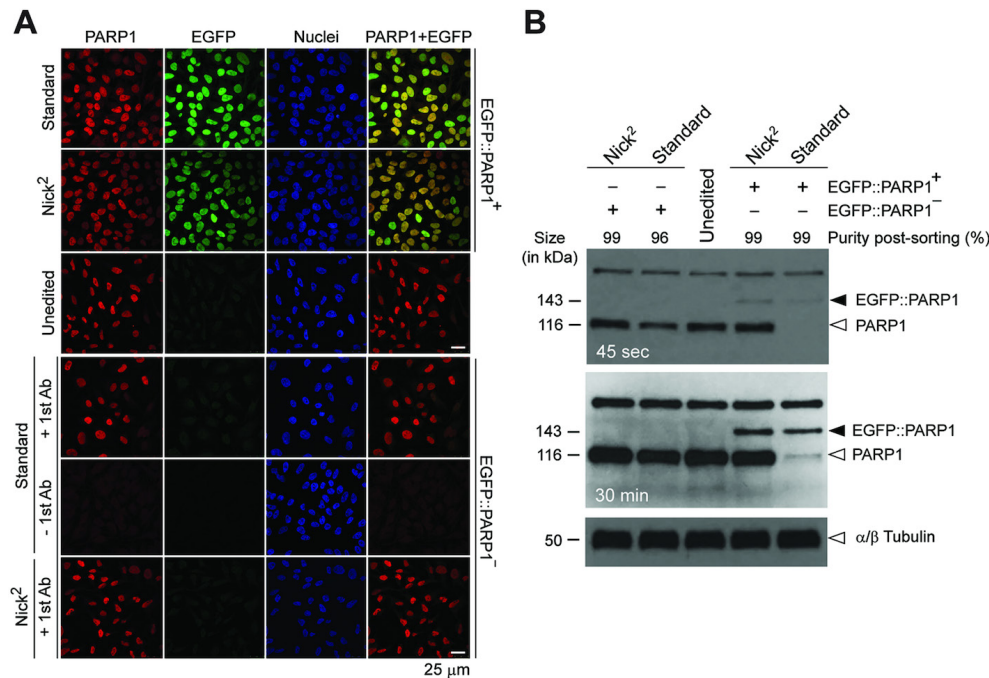 A
PARP1 EGFP Nuclei PARP1+EGFP
Standard
Nick²
Unedited
Standard
+ 1st Ab
- 1st Ab
Nick²
+ 1st Ab
EGFP::PARP1⁺
EGFP::PARP1⁻
25 μm
B
Nick² Standard Unedited Nick² Standard
– – + + EGFP::PARP1⁺
+ + – – EGFP::PARP1⁻
Size (in kDa)
99 96 99 99 Purity post-sorting (%)
143 EGFP::PARP1
116 PARP1
45 sec
143 EGFP::PARP1
116 PARP1
30 min
50 α/β Tubulin